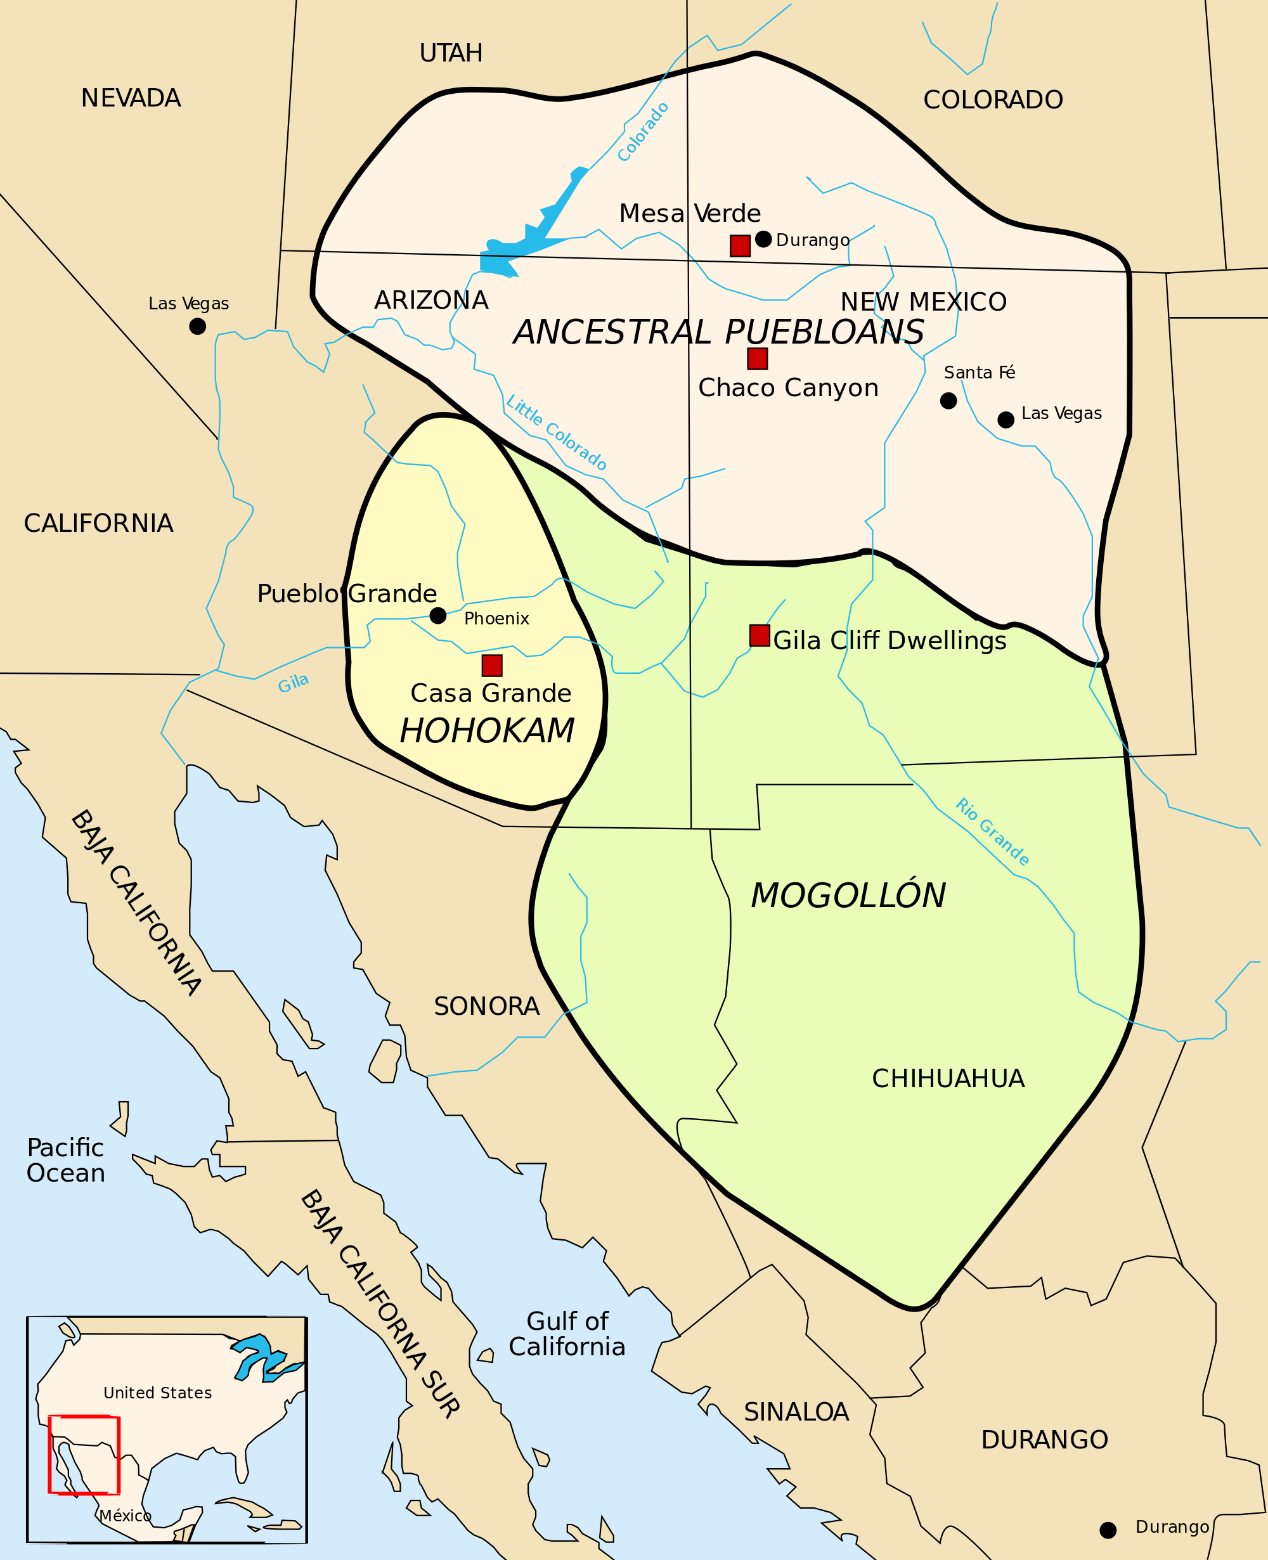 UTAH
NEVADA
COLORADO
Colorado
Mesa Verde
Durango
Las Vegas
ARIZONA
NEW MEXICO
ANCESTRAL PUEBLOANS
Chaco Canyon
Santa Fé
Las Vegas
Little Colorado
CALIFORNIA
Pueblo Grande
Phoenix
Gila Cliff Dwellings
Gila
Casa Grande
HOHOKAM
BAJA CALIFORNIA
Rio Grande
MOGOLLÓN
SONORA
CHIHUAHUA
Pacific
Ocean
BAJA CALIFORNA SUR
Gulf of
California
United States
SINALOA
DURANGO
México
Durango